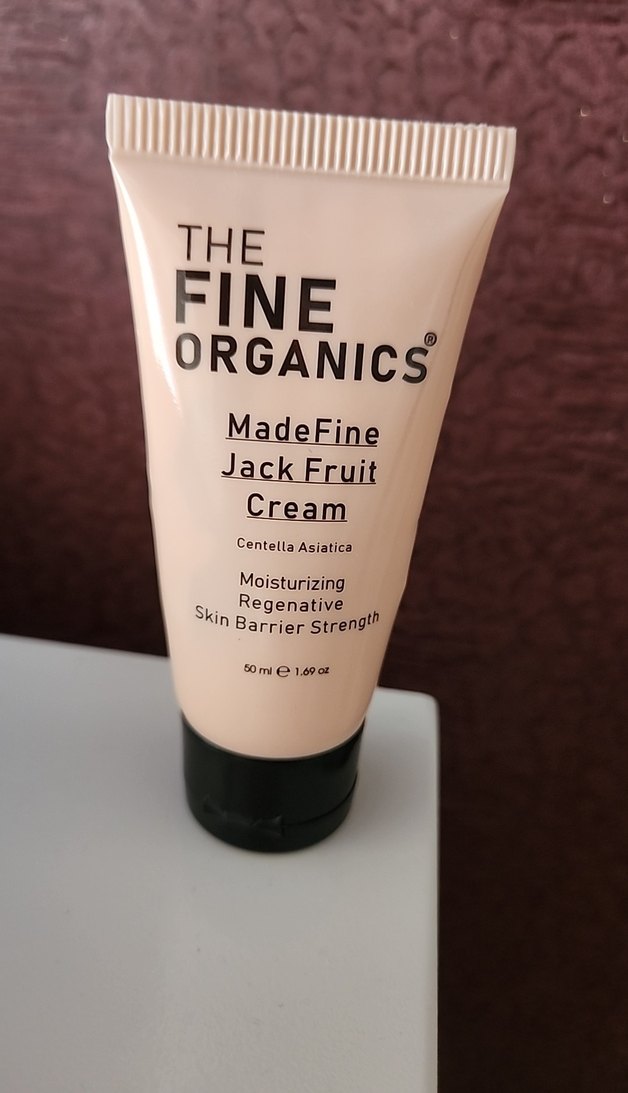 THE
FINE
ORGANICS®
MadeFine
Jack Fruit
Cream
Centella Asiatica
Moisturizing
Regenative
Skin Barrier Strength
50 ml ℮ 1.69 oz